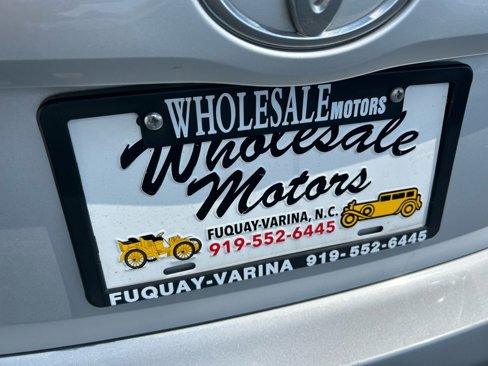 WHOLESALE MOTORS
Wholesale
Motors
FUQUAY-VARINA, N.C.
919-552-6445
FUQUAY-VARINA 919-552-6445